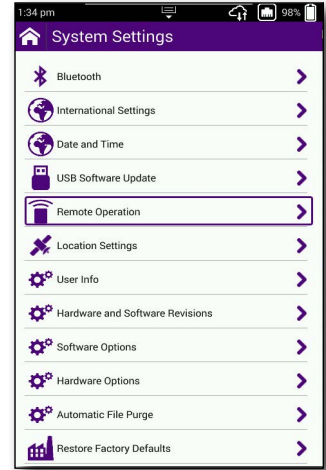 1:34 pm 98%
System Settings
Bluetooth
International Settings
Date and Time
USB Software Update
Remote Operation
Location Settings
User Info
Hardware and Software Revisions
Software Options
Hardware Options
Automatic File Purge
Restore Factory Defaults